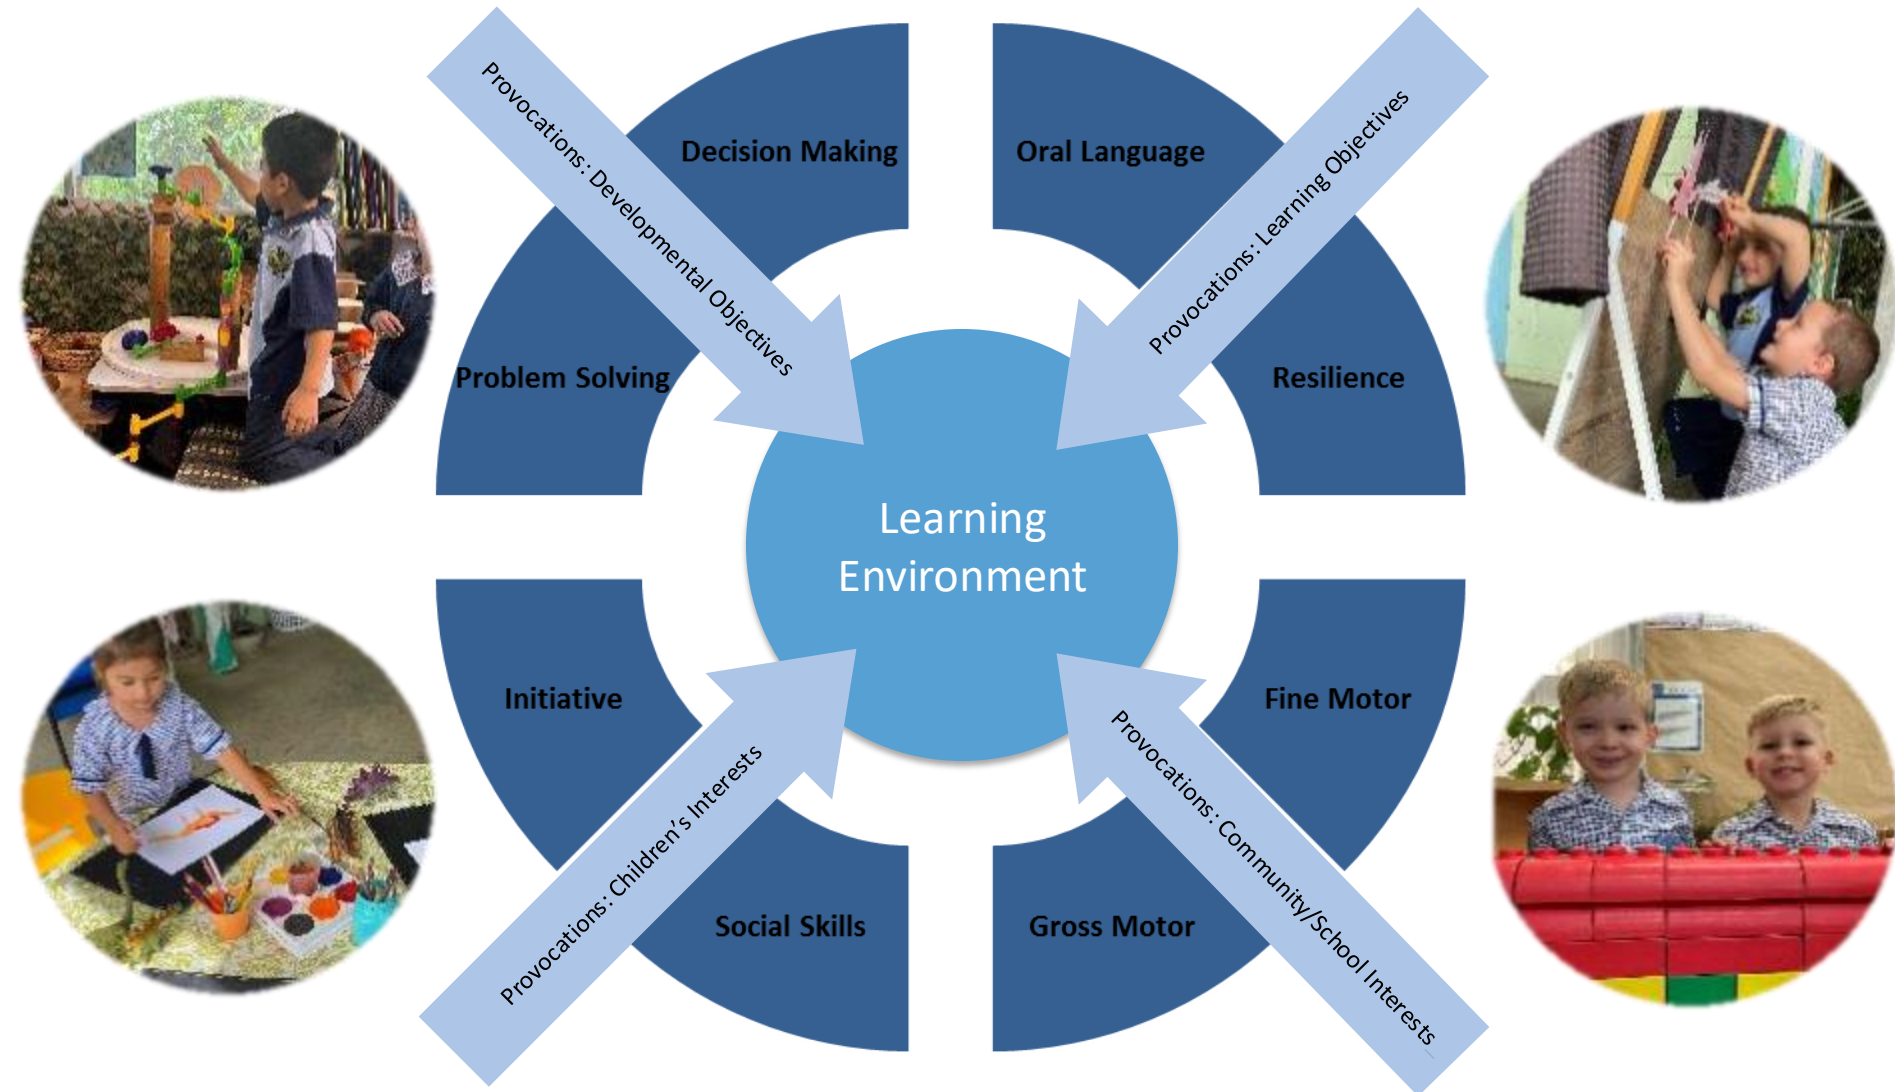 Provocations: Developmental Objectives
Decision Making
Oral Language
Provocations: Learning Objectives
Problem Solving
Resilience
Learning
Environment
Initiative
Fine Motor
Provocations: Children's Interests
Social Skills
Gross Motor
Provocations: Community/School Interests